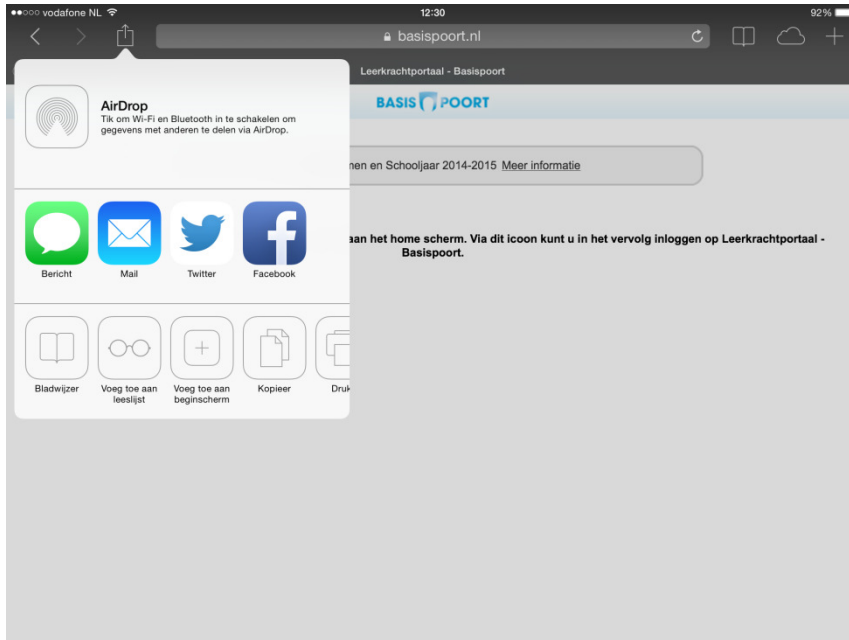 vodafone NL 12:30 92%
basispoort.nl
Leerkrachtportaal - Basispoort
BASIS POORT
AirDrop
Tik om Wi-Fi en Bluetooth in te schakelen om
gegevens met anderen te delen via AirDrop.
men en Schooljaar 2014-2015 Meer informatie
aan het home scherm. Via dit icoon kunt u in het vervolg inloggen op Leerkrachtportaal -
Basispoort.
Bericht Mail Twitter Facebook
Bladwijzer Voeg toe aan leeslijst Voeg toe aan beginscherm Kopieer Druk